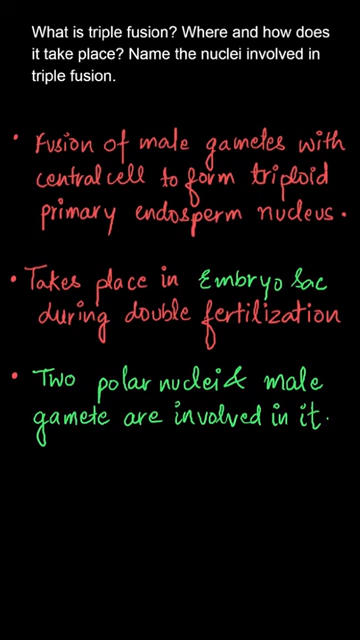 What is triple fusion? Where and how does
it take place? Name the nuclei involved in
triple fusion.
• Fusion of male gametes with
central cell to form triploid
primary endosperm nucleus.
• Takes place in Embryo Sac
during double fertilization
• Two polar nuclei & male
gamete are involved in it.